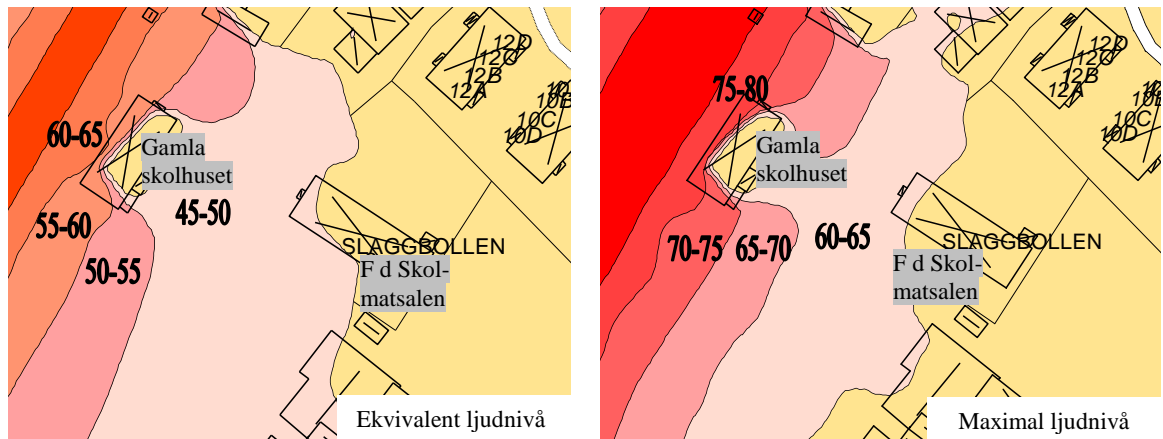 12D
12C
12B
12A
10B
10C
10D
60-65
Gamla
skolhuset
45-50
55-60
SLAGGBOLLEN
50-55
F d Skol-
matsalen
Ekvivalent ljudnivå
12D
12C
12B
12A
10B
10C
10D
75-80
Gamla
skolhuset
60-65
70-75
65-70
SLAGGBOLLEN
F d Skol-
matsalen
Maximal ljudnivå